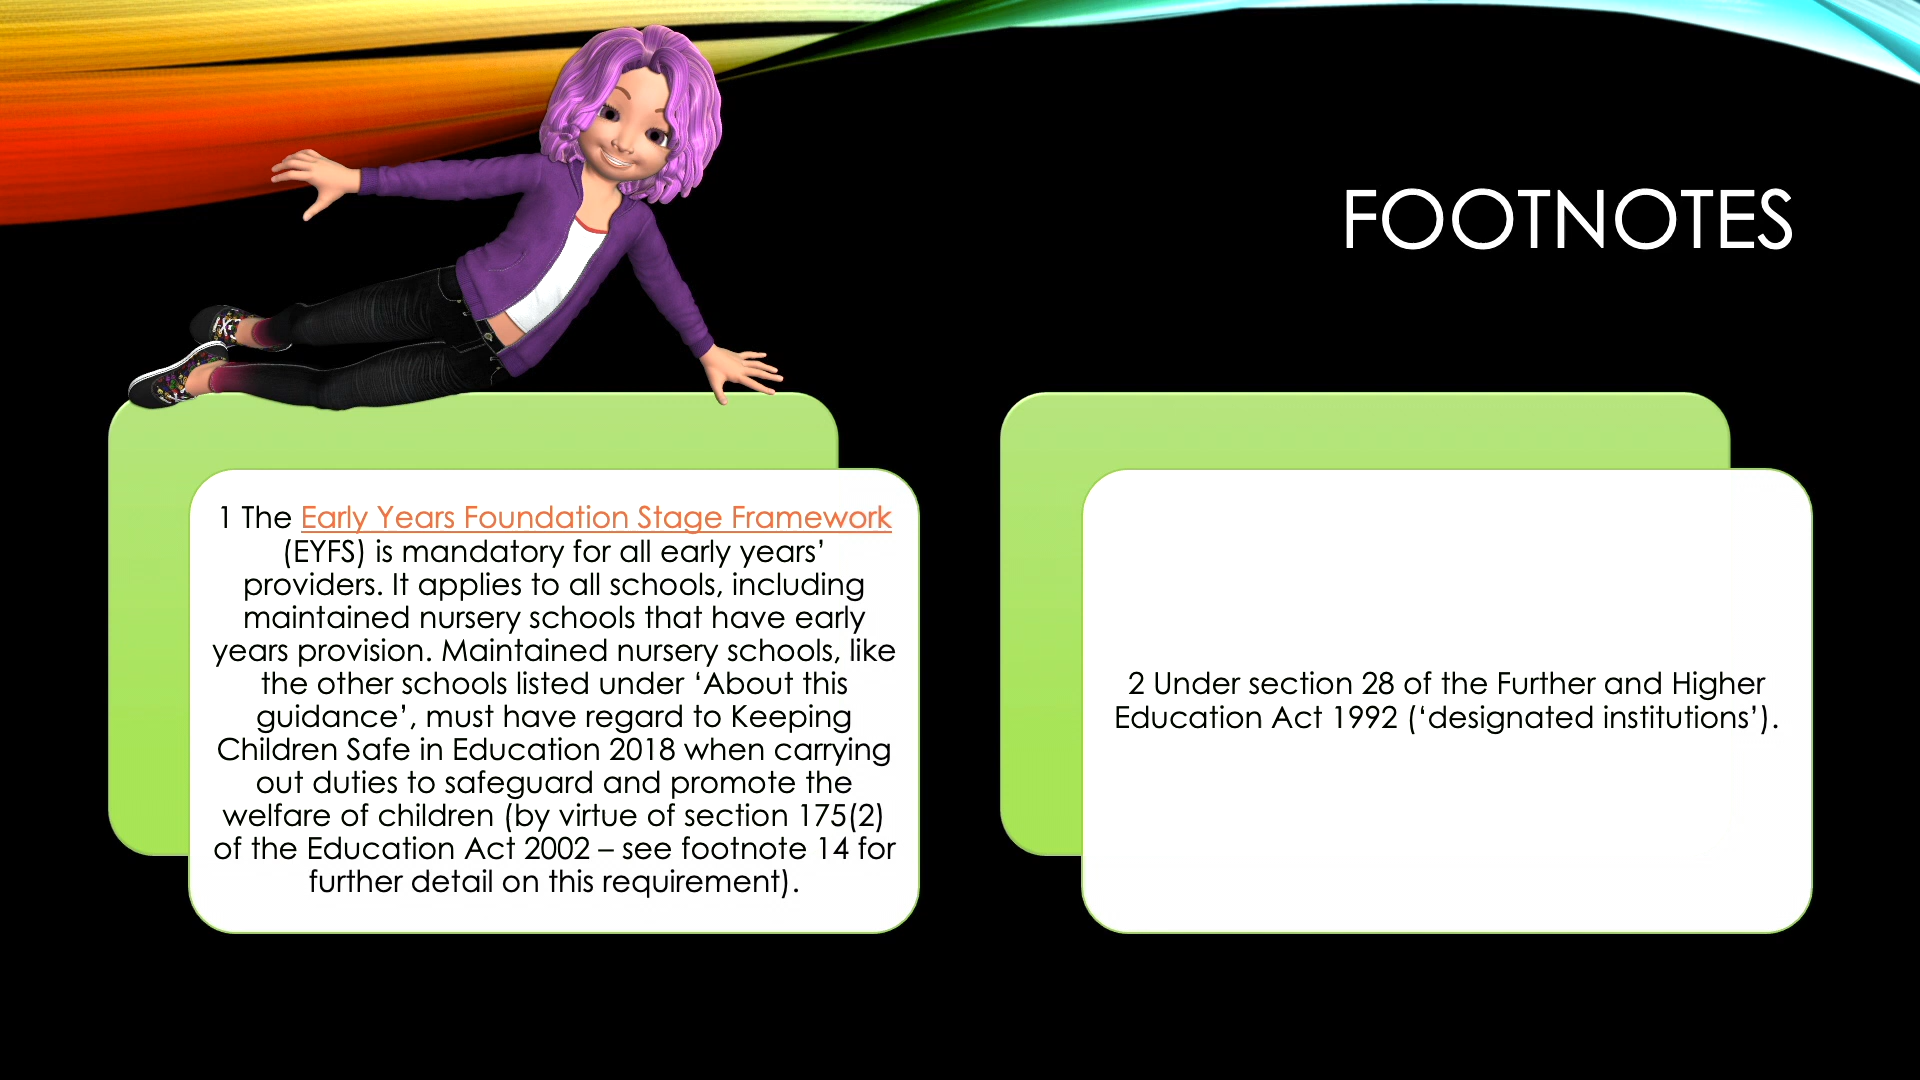 FOOTNOTES
1 The Early Years Foundation Stage Framework
(EYFS) is mandatory for all early years’
providers. It applies to all schools, including
maintained nursery schools that have early
years provision. Maintained nursery schools, like
the other schools listed under ‘About this
guidance’, must have regard to Keeping
Children Safe in Education 2018 when carrying
out duties to safeguard and promote the
welfare of children (by virtue of section 175(2)
of the Education Act 2002 – see footnote 14 for
further detail on this requirement).
2 Under section 28 of the Further and Higher
Education Act 1992 (‘designated institutions’).